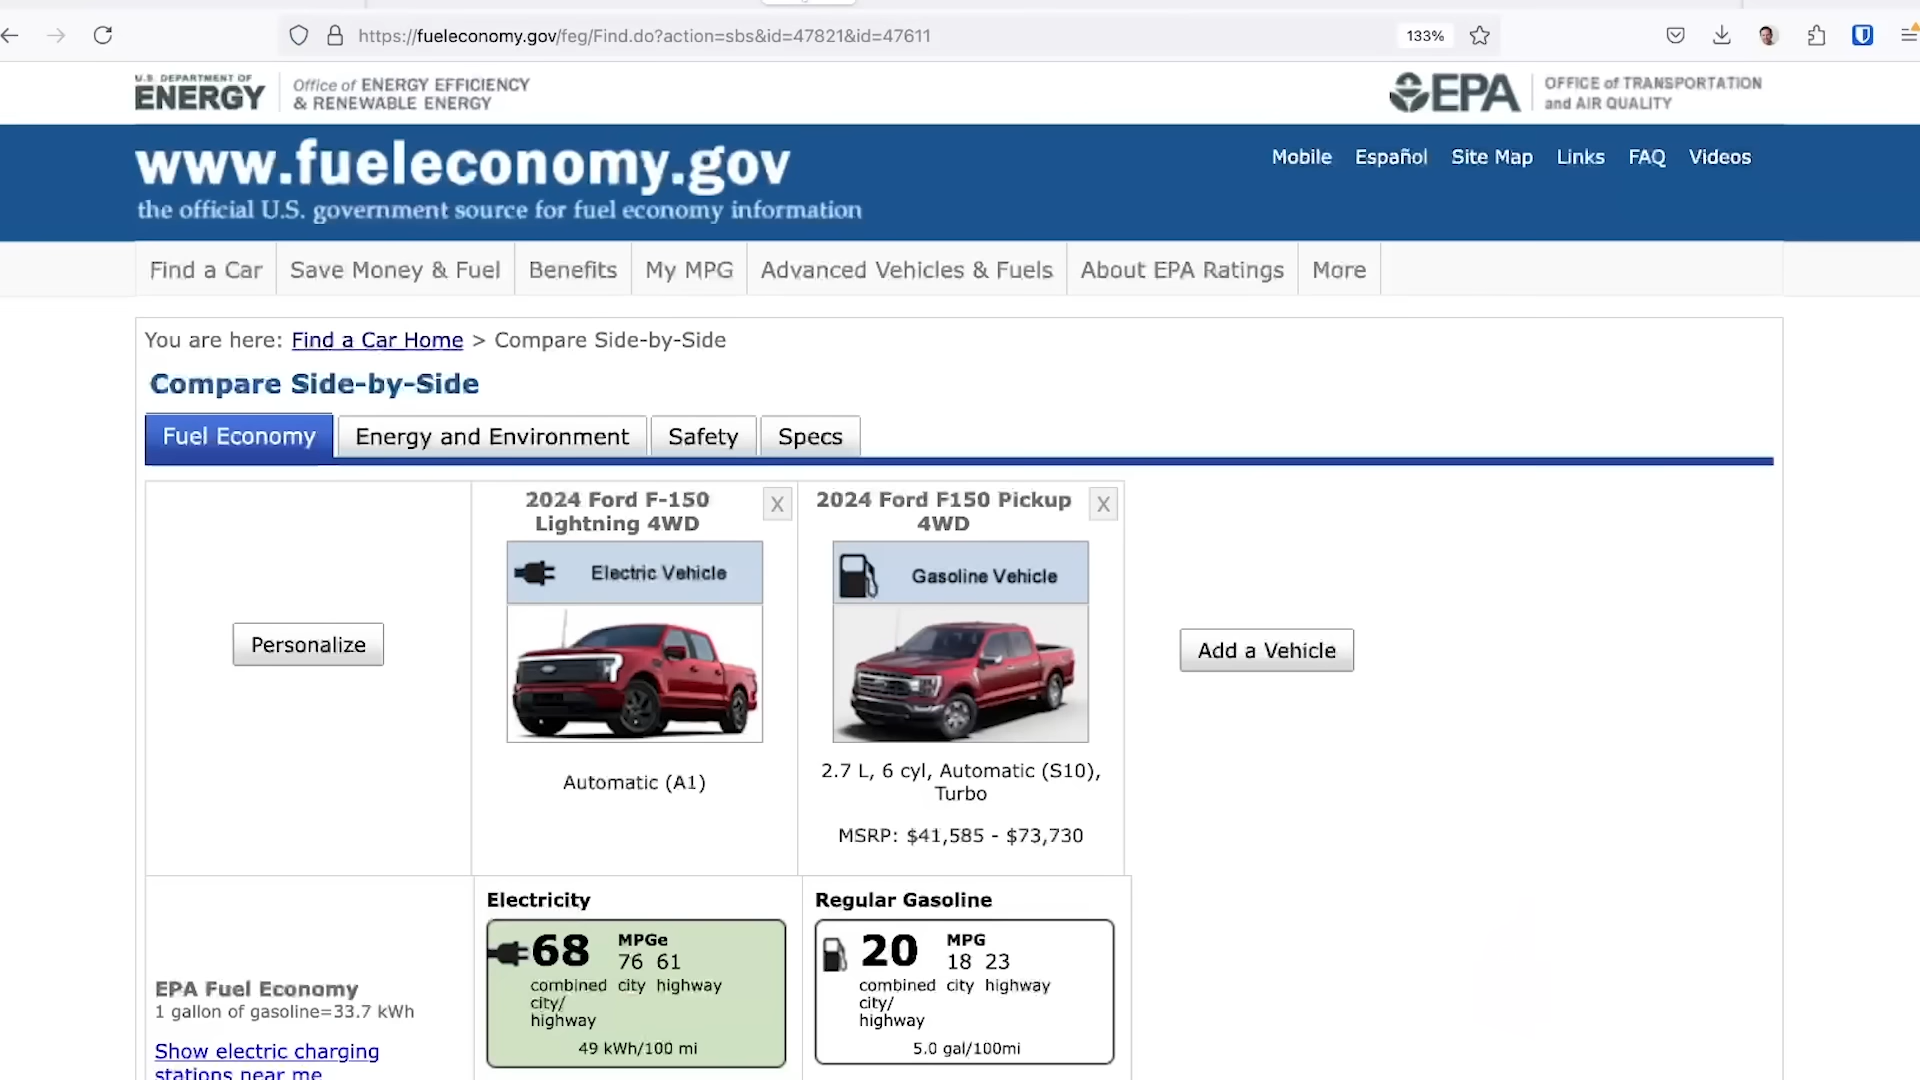 https://fueleconomy.gov/feg/Find.do?action=sbs&id=47821&id=47611
133%
U.S. DEPARTMENT OF
ENERGY
Office of ENERGY EFFICIENCY
& RENEWABLE ENERGY
EPA
OFFICE of TRANSPORTATION
and AIR QUALITY
www.fueleconomy.gov
the official U.S. government source for fuel economy information
Mobile Español Site Map Links FAQ Videos
Find a Car Save Money & Fuel Benefits My MPG Advanced Vehicles & Fuels About EPA Ratings More
You are here: Find a Car Home > Compare Side-by-Side
Compare Side-by-Side
Fuel Economy Energy and Environment Safety Specs
2024 Ford F-150
Lightning 4WD
X
2024 Ford F150 Pickup
4WD
X
Electric Vehicle
Gasoline Vehicle
Personalize
Add a Vehicle
Automatic (A1)
2.7 L, 6 cyl, Automatic (S10),
Turbo
MSRP: $41,585 - $73,730
EPA Fuel Economy
1 gallon of gasoline=33.7 kWh
Show electric charging
stations near me
Electricity
68 MPGe
76 61
combined city highway
city/
highway
49 kWh/100 mi
Regular Gasoline
20 MPG
18 23
combined city highway
city/
highway
5.0 gal/100mi